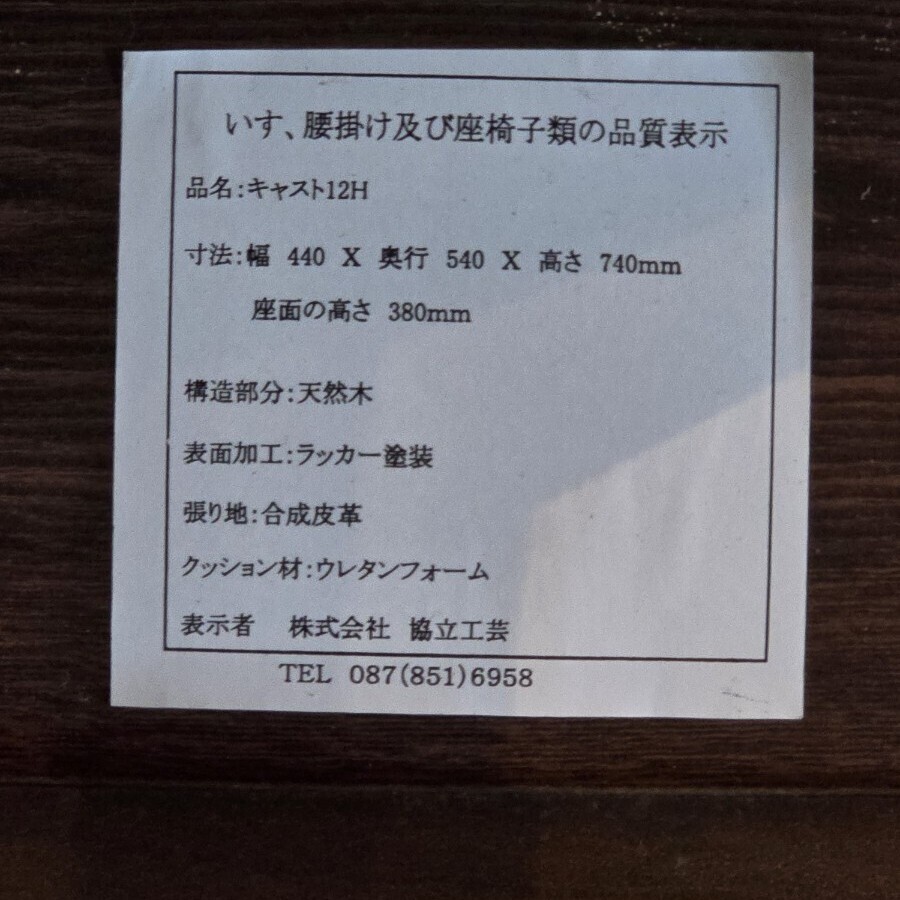 いす、腰掛け及び座椅子類の品質表示
品名:キャスト12H
寸法:幅 440 X 奥行 540 X 高さ 740mm
座面の高さ 380mm
構造部分:天然木
表面加工:ラッカー塗装
張り地:合成皮革
クッション材:ウレタンフォーム
表示者 株式会社 協立工芸
TEL 087(851)6958